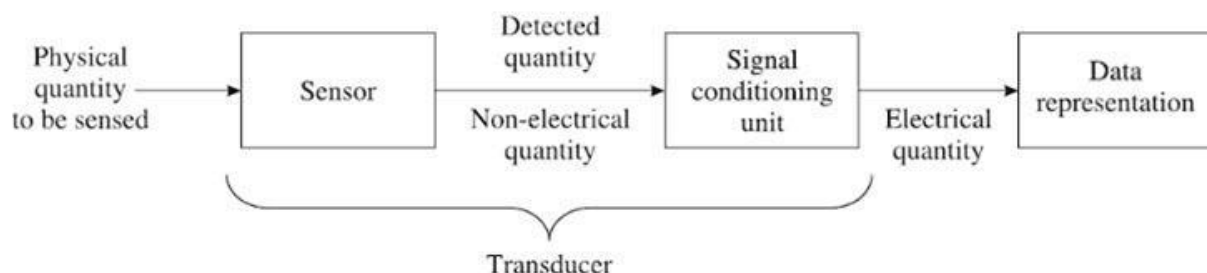 Physical
quantity
to be sensed
Sensor
Detected
quantity
Non-electrical
quantity
Signal
conditioning
unit
Electrical
quantity
Data
representation
Transducer